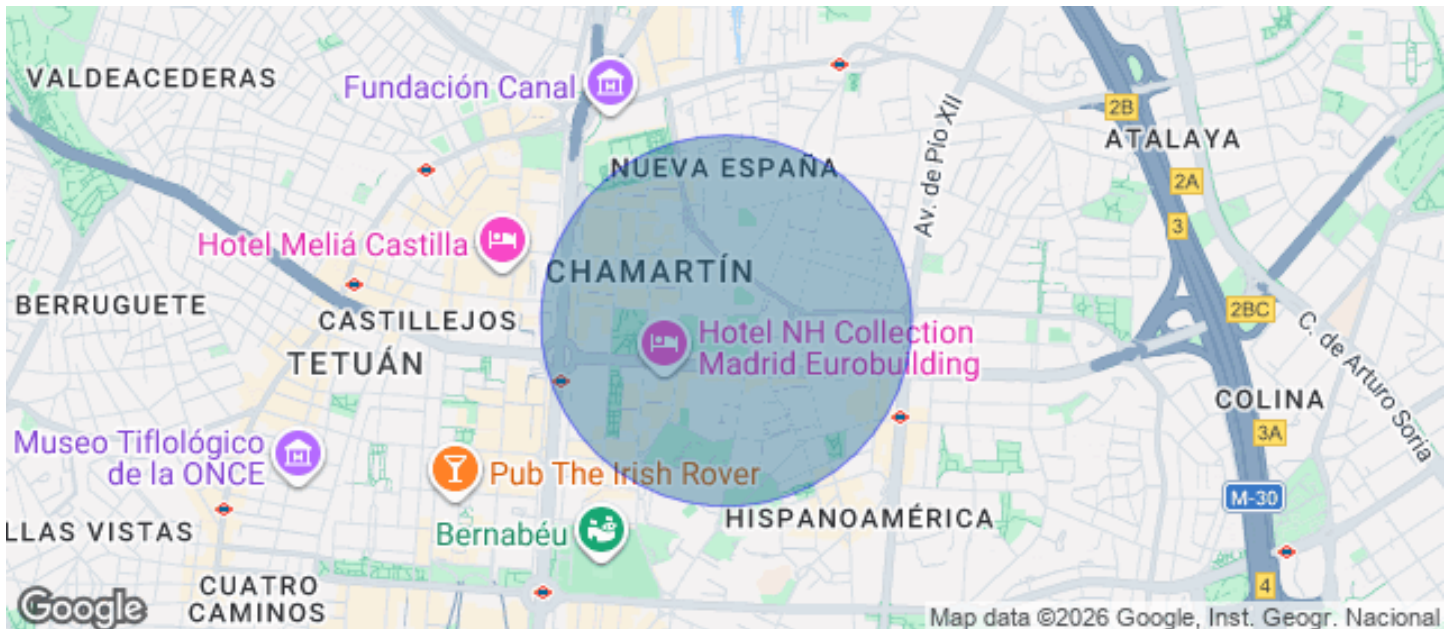 VALDEACEDERAS
Fundación Canal
NUEVA ESPAÑA
Av. de Pío XII
2B
ATALAYA
2A
3
Hotel Meliá Castilla
CHAMARTÍN
BERRUGUETE
CASTILLEJOS
TETUÁN
Hotel NH Collection
Madrid Eurobuilding
2BC
C. de Arturo Soria
COLINA
3A
Museo Tiflológico
de la ONCE
Pub The Irish Rover
M-30
LLAS VISTAS
Bernabéu
HISPANOAMÉRICA
CUATRO
CAMINOS
4
Google
Map data ©2026 Google, Inst. Geogr. Nacional